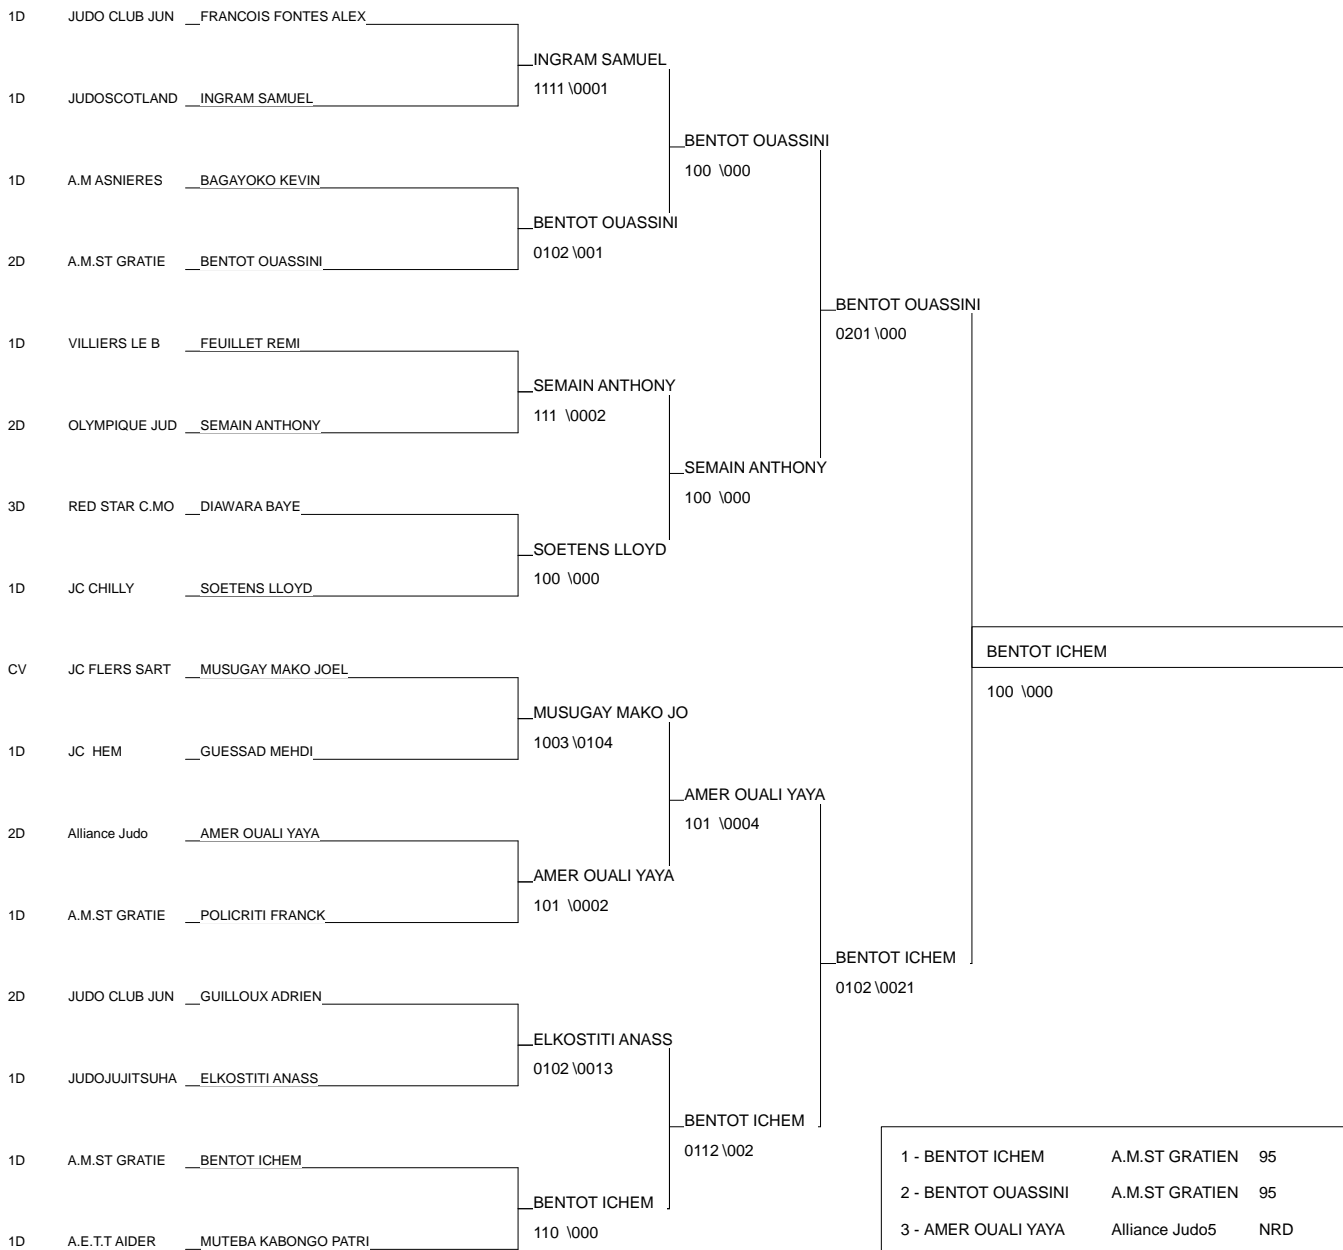 1D JUDO CLUB JUN FRANCOIS FONTES ALEX
INGRAM SAMUEL
1111 \0001
1D JUDOSCOTLAND INGRAM SAMUEL
BENTOT OUASSINI
100 \000
1D A.M ASNIERES BAGAYOKO KEVIN
BENTOT OUASSINI
0102 \001
2D A.M.ST GRATIE BENTOT OUASSINI
BENTOT OUASSINI
0201 \000
1D VILLIERS LE B FEUILLET REMI
SEMAIN ANTHONY
111 \0002
2D OLYMPIQUE JUD SEMAIN ANTHONY
SEMAIN ANTHONY
100 \000
3D RED STAR C.MO DIAWARA BAYE
SOETENS LLOYD
100 \000
1D JC CHILLY SOETENS LLOYD
BENTOT ICHEM
100 \000
CV JC FLERS SART MUSUGAY MAKO JOEL
MUSUGAY MAKO JO
1003 \0104
1D JC HEM GUESSAD MEHDI
AMER OUALI YAYA
101 \0004
2D Alliance Judo AMER OUALI YAYA
AMER OUALI YAYA
101 \0002
1D A.M.ST GRATIE POLICRITI FRANCK
BENTOT ICHEM
0102 \0021
2D JUDO CLUB JUN GUILLOUX ADRIEN
ELKOSTITI ANASS
0102 \0013
1D JUDOJUJITSUHA ELKOSTITI ANASS
BENTOT ICHEM
0112 \002
1D A.M.ST GRATIE BENTOT ICHEM
BENTOT ICHEM
110 \000
1D A.E.T.T AIDER MUTEBA KABONGO PATRI
1 - BENTOT ICHEM A.M.ST GRATIEN 95
2 - BENTOT OUASSINI A.M.ST GRATIEN 95
3 - AMER OUALI YAYA Alliance Judo5 NRD